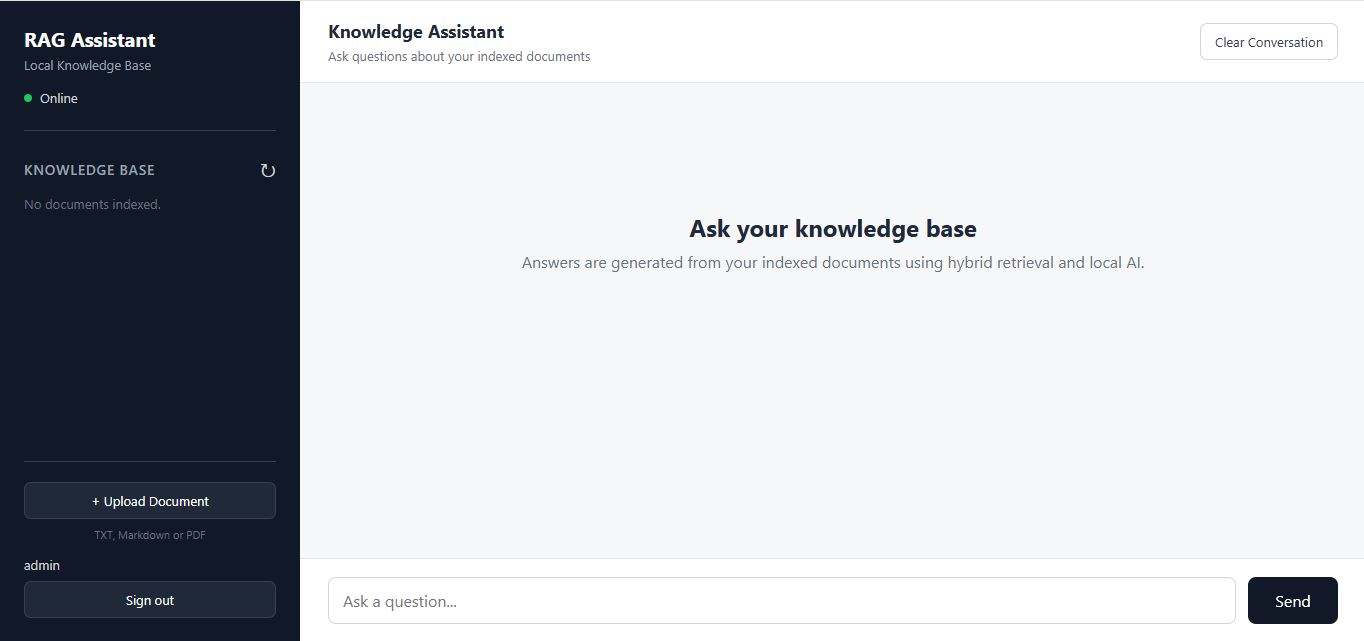 RAG Assistant
Local Knowledge Base
Online
KNOWLEDGE BASE
No documents indexed.
+ Upload Document
TXT, Markdown or PDF
admin
Sign out
Knowledge Assistant
Ask questions about your indexed documents
Clear Conversation
Ask your knowledge base
Answers are generated from your indexed documents using hybrid retrieval and local AI.
Ask a question...
Send